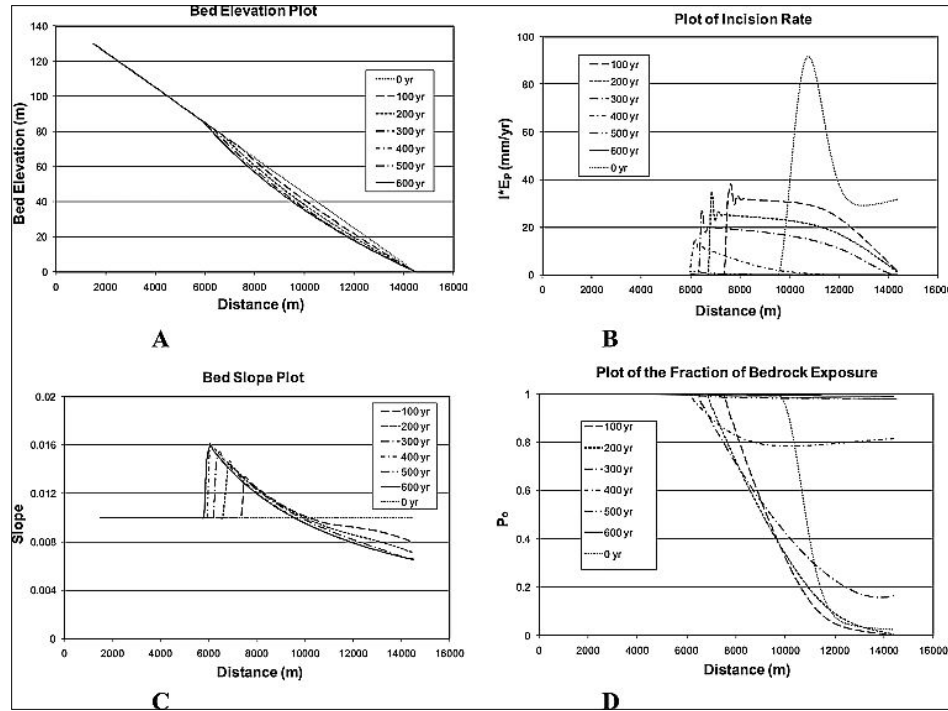 Bed Elevation Plot
Bed Elevation (m)
140
120
100
80
60
40
20
0
0 2000 4000 6000 8000 10000 12000 14000 16000
Distance (m)
0 yr
100 yr
200 yr
300 yr
400 yr
500 yr
600 yr
A
Plot of Incision Rate
I*Ep (mm/yr)
100
80
60
40
20
0
0 2000 4000 6000 8000 10000 12000 14000 16000
Distance (m)
100 yr
200 yr
300 yr
400 yr
500 yr
600 yr
0 yr
B
Bed Slope Plot
Slope
0.02
0.016
0.012
0.008
0.004
0
0 2000 4000 6000 8000 10000 12000 14000 16000
Distance (m)
100 yr
200 yr
300 yr
400 yr
500 yr
600 yr
0 yr
C
Plot of the Fraction of Bedrock Exposure
Po
1
0.8
0.6
0.4
0.2
0
0 2000 4000 6000 8000 10000 12000 14000 16000
Distance (m)
100 yr
200 yr
300 yr
400 yr
500 yr
600 yr
0 yr
D